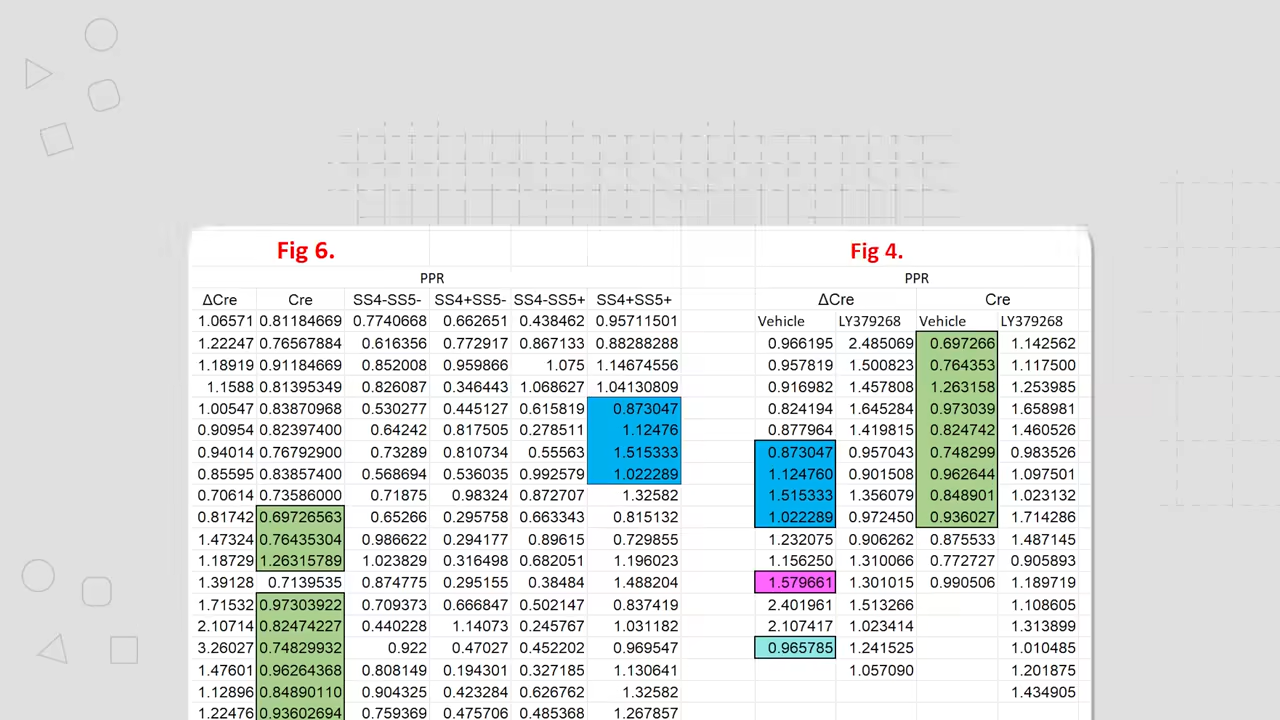 Fig 6. Fig 4.
PPR PPR
ΔCre Cre SS4-SS5- SS4+SS5- SS4-SS5+ SS4+SS5+ ΔCre Cre
1.06571 0.81184669 0.7740668 0.662651 0.438462 0.95711501 Vehicle LY379268 Vehicle LY379268
1.22247 0.76567884 0.616356 0.772917 0.867133 0.88288288 0.966195 2.485069 0.697266 1.142562
1.18919 0.91184669 0.852008 0.959866 1.075 1.14674556 0.957819 1.500823 0.764353 1.117500
1.1588 0.81395349 0.826087 0.346443 1.068627 1.04130809 0.916982 1.457808 1.263158 1.253985
1.00547 0.83870968 0.530277 0.445127 0.615819 0.873047 0.824194 1.645284 0.973039 1.658981
0.90954 0.82397400 0.64242 0.817505 0.278511 1.12476 0.877964 1.419815 0.824742 1.460526
0.94014 0.76792900 0.73289 0.810734 0.55563 1.515333 0.873047 0.957043 0.748299 0.983526
0.85595 0.83857400 0.568694 0.536035 0.992579 1.022289 1.124760 0.901508 0.962644 1.097501
0.70614 0.73586000 0.71875 0.98324 0.872707 1.32582 1.515333 1.356079 0.848901 1.023132
0.81742 0.69726563 0.65266 0.295758 0.663343 0.815132 1.022289 0.972450 0.936027 1.714286
1.47324 0.76435304 0.986622 0.294177 0.89615 0.729855 1.232075 0.906262 0.875533 1.487145
1.18729 1.26315789 1.023829 0.316498 0.682051 1.196023 1.156250 1.310066 0.772727 0.905893
1.39128 0.7139535 0.874775 0.295155 0.38484 1.488204 1.579661 1.301015 0.990506 1.189719
1.71532 0.97303922 0.709373 0.666847 0.502147 0.837419 2.401961 1.513266 1.108605
2.10714 0.82474227 0.440228 1.14073 0.245767 1.031182 2.107417 1.023414 1.313899
3.26027 0.74829932 0.922 0.47027 0.452202 0.969547 0.965785 1.241525 1.010485
1.47601 0.96264368 0.808149 0.194301 0.327185 1.130641 1.057090 1.201875
1.12896 0.84890110 0.904325 0.423284 0.626762 1.32582 1.434905
1.22476 0.93602694 0.759369 0.475706 0.485368 1.267857